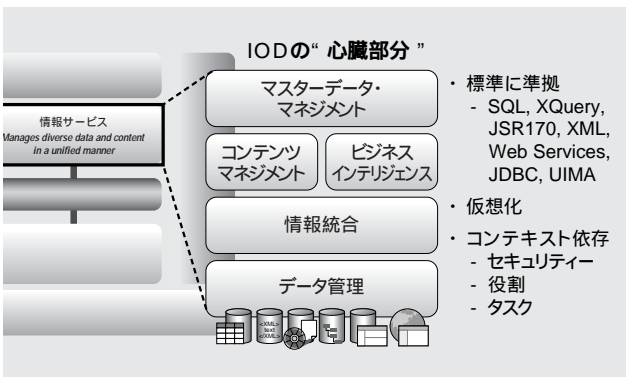 IODの“ 心臓部分 ”
情報サービス
Manages diverse data and content
in a unified manner
マスターデータ・
マネジメント
コンテンツ
マネジメント
ビジネス
インテリジェンス
情報統合
データ管理
<XML>
text
</XML>
・ 標準に準拠
- SQL, XQuery,
JSR170, XML,
Web Services,
JDBC, UIMA
・ 仮想化
・ コンテキスト依存
- セキュリティー
- 役割
- タスク